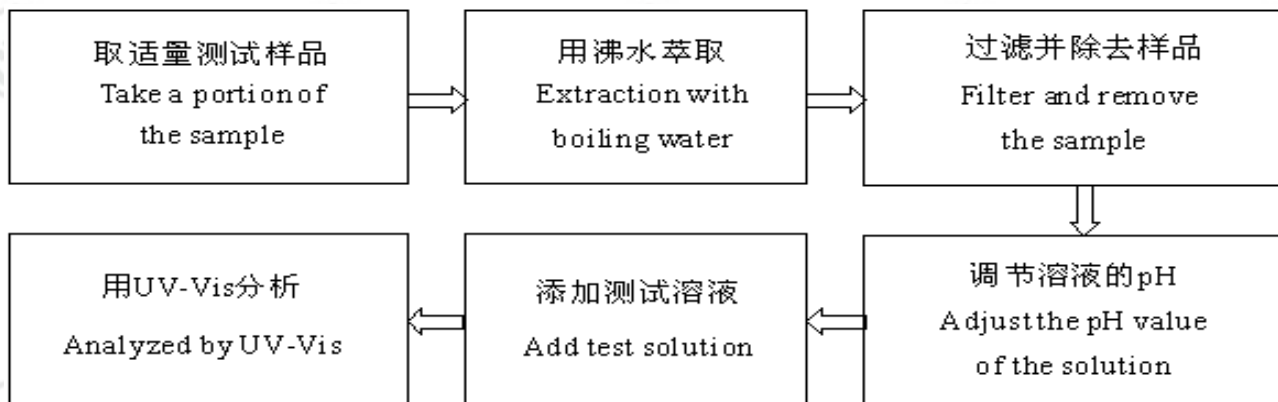 取适量测试样品
Take a portion of
the sample
用沸水萃取
Extraction with
boiling water
过滤并除去样品
Filter and remove
the sample
调节溶液的pH
Adjust the pH value
of the solution
添加测试溶液
Add test solution
用UV-Vis分析
Analyzed by UV-Vis